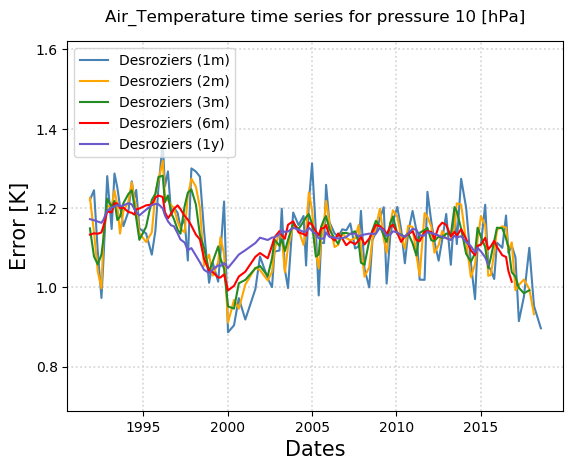 Air_Temperature time series for pressure 10 [hPa]
Desroziers (1m)
Desroziers (2m)
Desroziers (3m)
Desroziers (6m)
Desroziers (1y)
Error [K]
1.6
1.4
1.2
1.0
0.8
1995
2000
2005
2010
2015
Dates